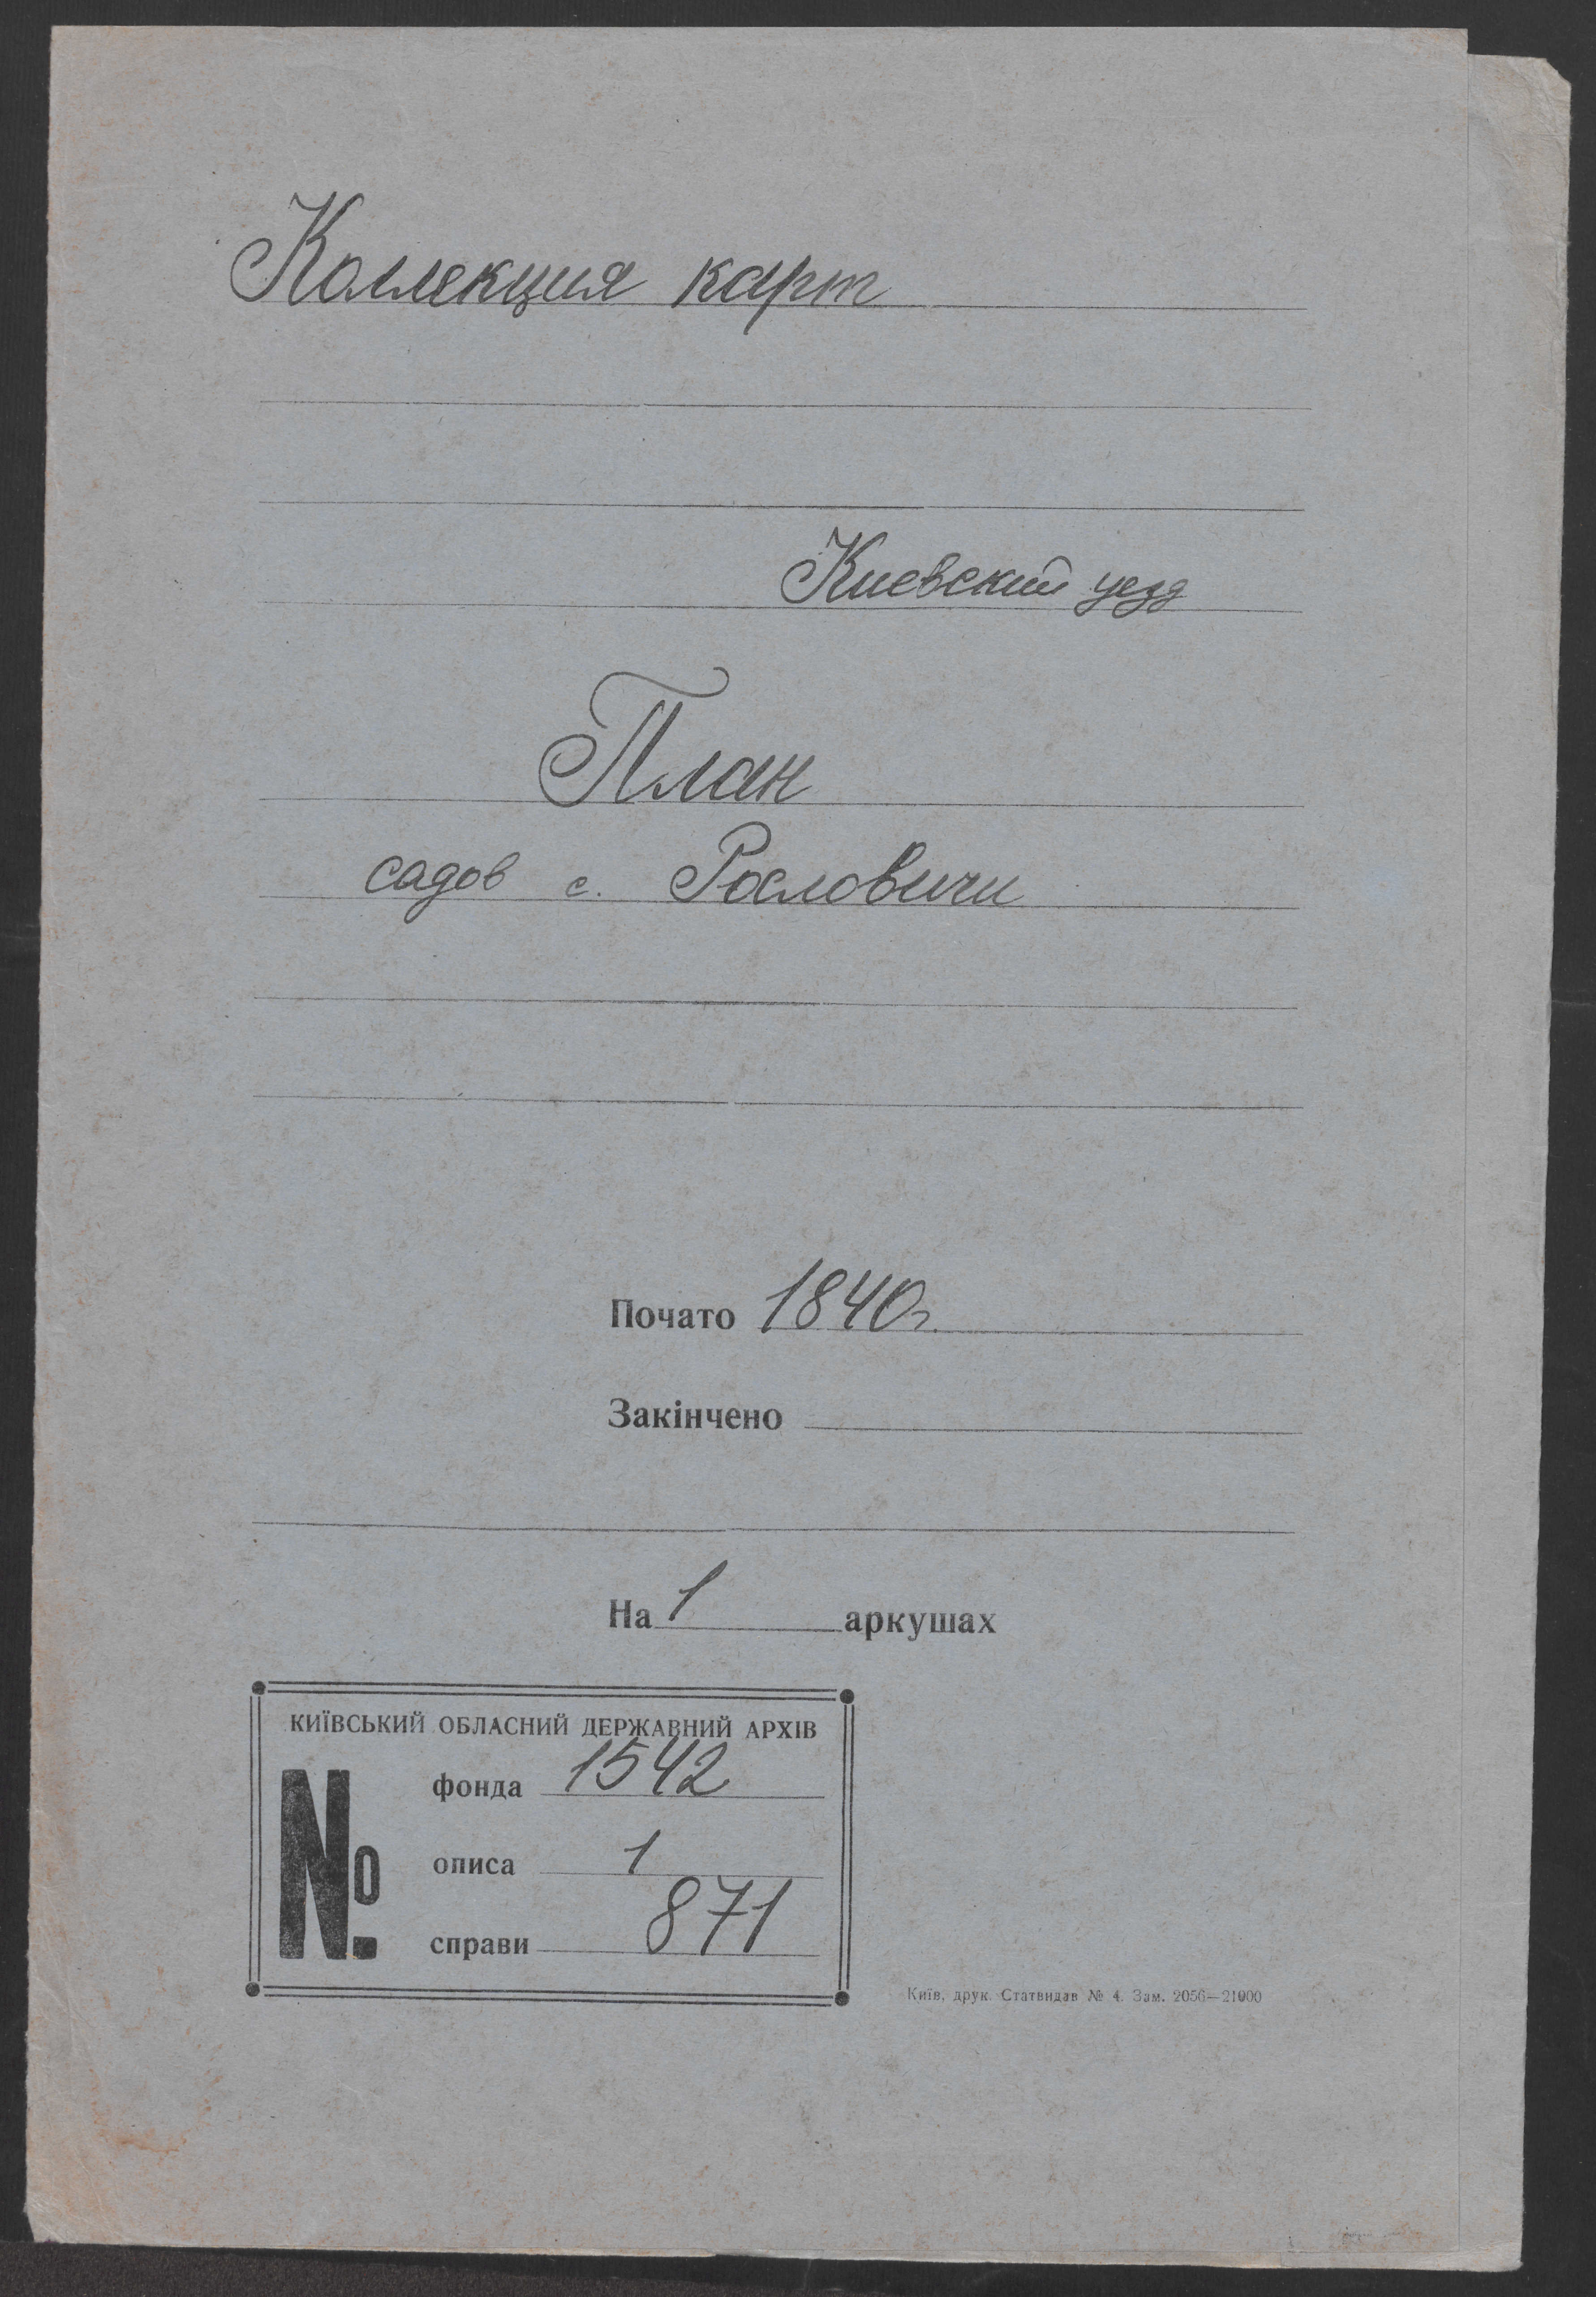 Коллекция карт
Киевский уезд
План
садов с. Рословичи
Почато 1840г.
Закінчено
На 1 аркушах
КИЇВСЬКИЙ ОБЛАСНИЙ ДЕРЖАВНИЙ АРХІВ
№
фонда 1542
описа 1
справи 871
Київ, друк. Статвидав № 4. Зам. 2056—21000